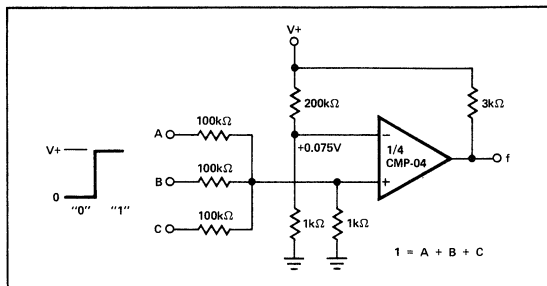 V+
200kΩ
3kΩ
100kΩ
A
V+
+0.075V
−
1/4
CMP-04
f
100kΩ
B
+
0
"0" "1"
100kΩ
C
1kΩ
1kΩ
1 = A + B + C